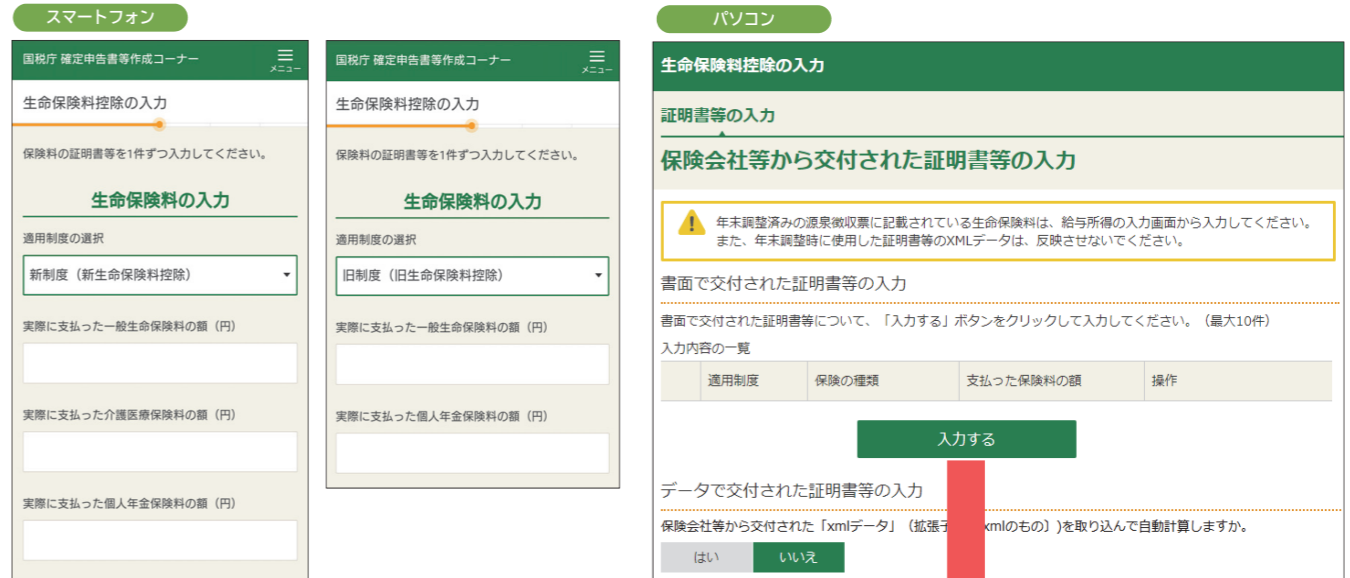 スマートフォン
国税庁 確定申告書等作成コーナー
メニュー
生命保険料控除の入力
保険料の証明書等を1件ずつ入力してください。
生命保険料の入力
適用制度の選択
新制度（新生命保険料控除）
実際に支払った一般生命保険料の額（円）
実際に支払った介護医療保険料の額（円）
実際に支払った個人年金保険料の額（円）
国税庁 確定申告書等作成コーナー
メニュー
生命保険料控除の入力
保険料の証明書等を1件ずつ入力してください。
生命保険料の入力
適用制度の選択
旧制度（旧生命保険料控除）
実際に支払った一般生命保険料の額（円）
実際に支払った個人年金保険料の額（円）
パソコン
生命保険料控除の入力
証明書等の入力
保険会社等から交付された証明書等の入力
年末調整済みの源泉徴収票に記載されている生命保険料は、給与所得の入力画面から入力してください。
また、年末調整時に使用した証明書等のXMLデータは、反映させないでください。
書面で交付された証明書等の入力
書面で交付された証明書等について、「入力する」ボタンをクリックして入力してください。（最大10件）
入力内容の一覧
適用制度 保険の種類 支払った保険料の額 操作
入力する
データで交付された証明書等の入力
保険会社等から交付された「xmlデータ」（拡張子 xmlのもの〕)を取り込んで自動計算しますか。
はい いいえ